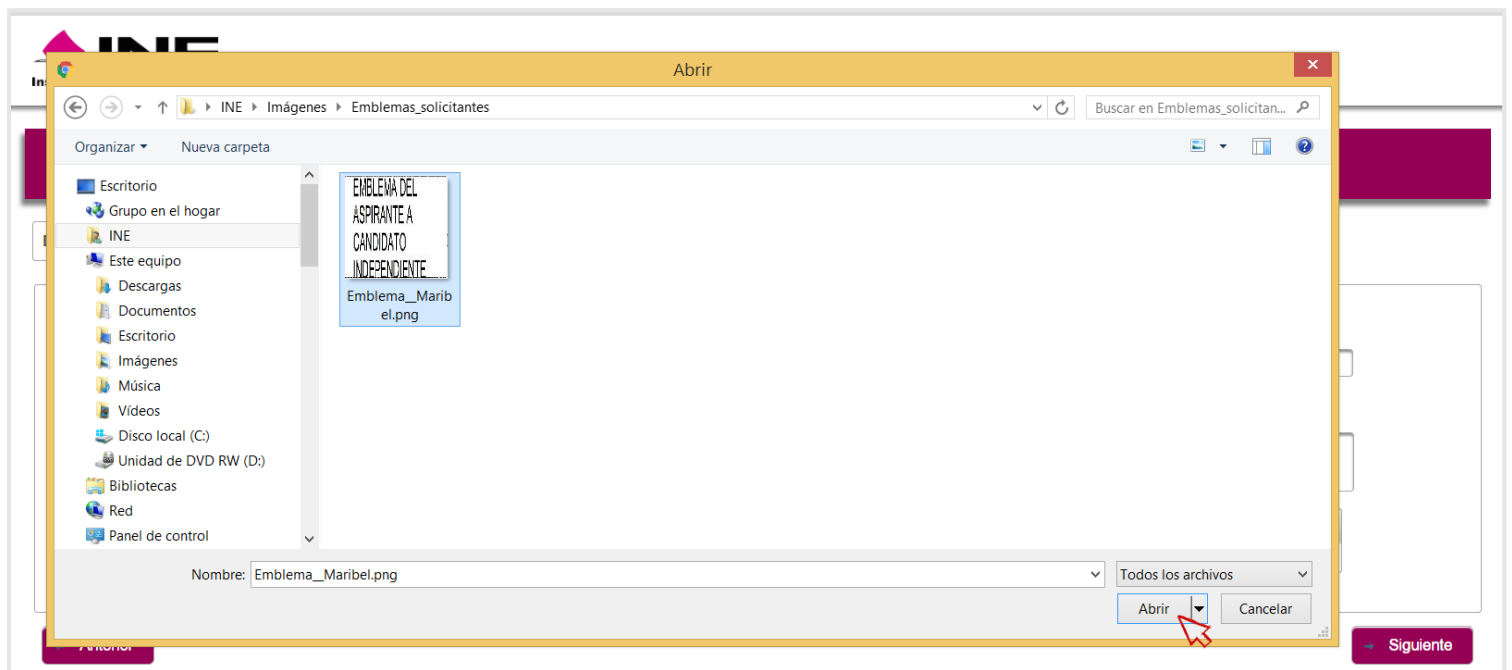 INE
Abrir
INE Imágenes Emblemas_solicitantes
Buscar en Emblemas_solicitan...
Organizar Nueva carpeta
Escritorio
Grupo en el hogar
INE
Este equipo
Descargas
Documentos
Escritorio
Imágenes
Música
Vídeos
Disco local (C:)
Unidad de DVD RW (D:)
Bibliotecas
Red
Panel de control
EMBLEMA DEL
ASPIRANTE A
CANDIDATO
INDEPENDIENTE
Emblema__Marib
el.png
Nombre: Emblema__Maribel.png
Todos los archivos
Abrir Cancelar
Anterior
Siguiente